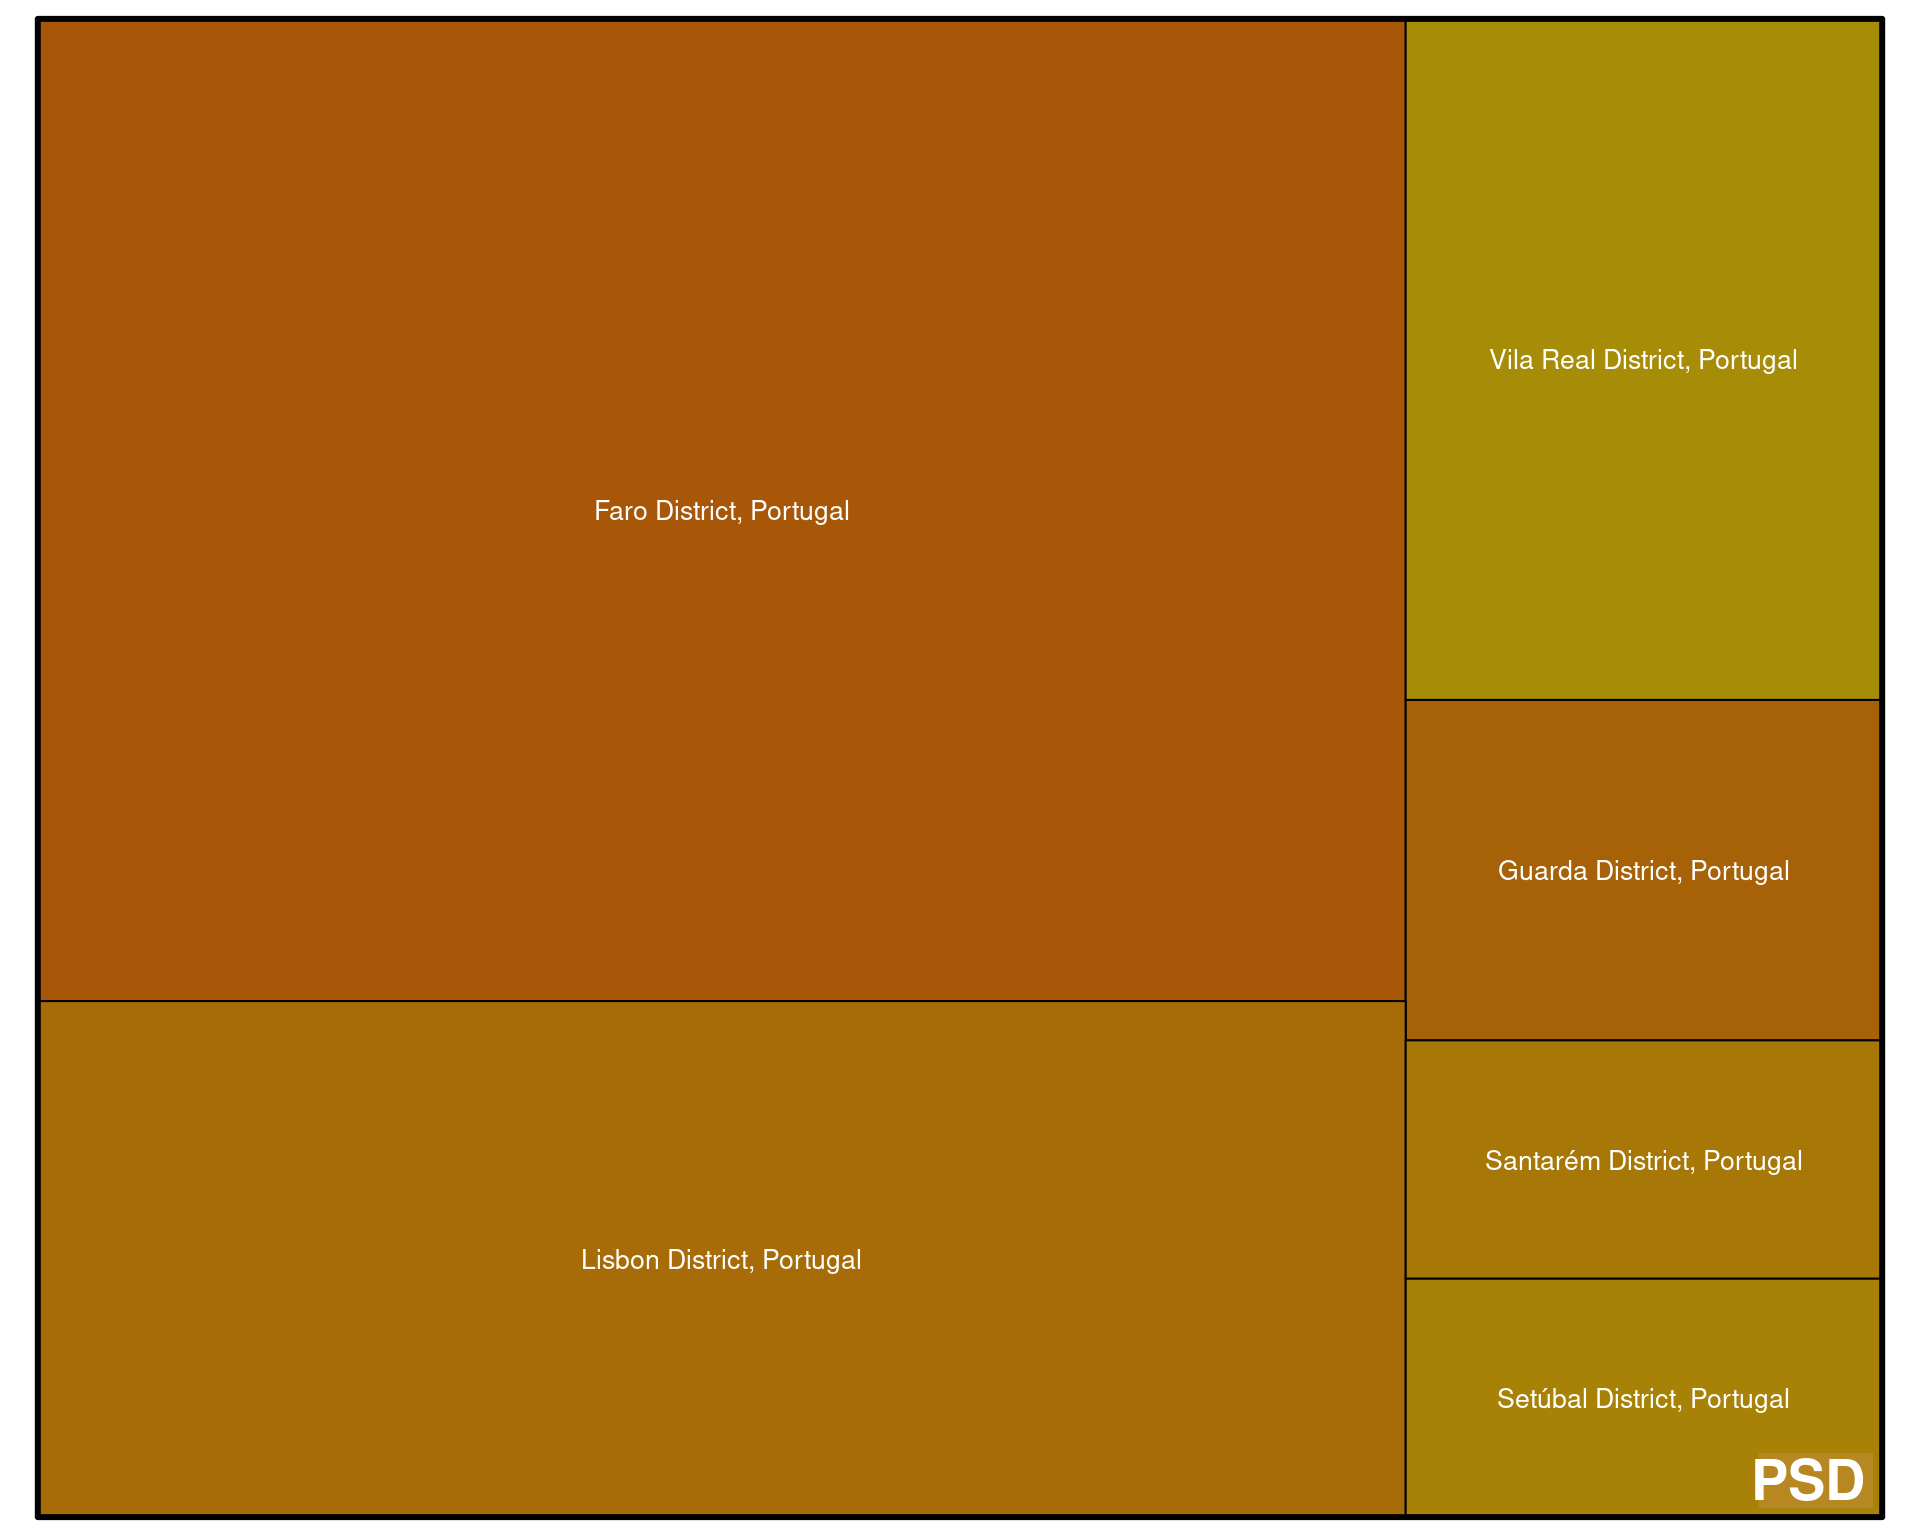 Faro District, Portugal
Lisbon District, Portugal
Vila Real District, Portugal
Guarda District, Portugal
Santarém District, Portugal
Setúbal District, Portugal
PSD